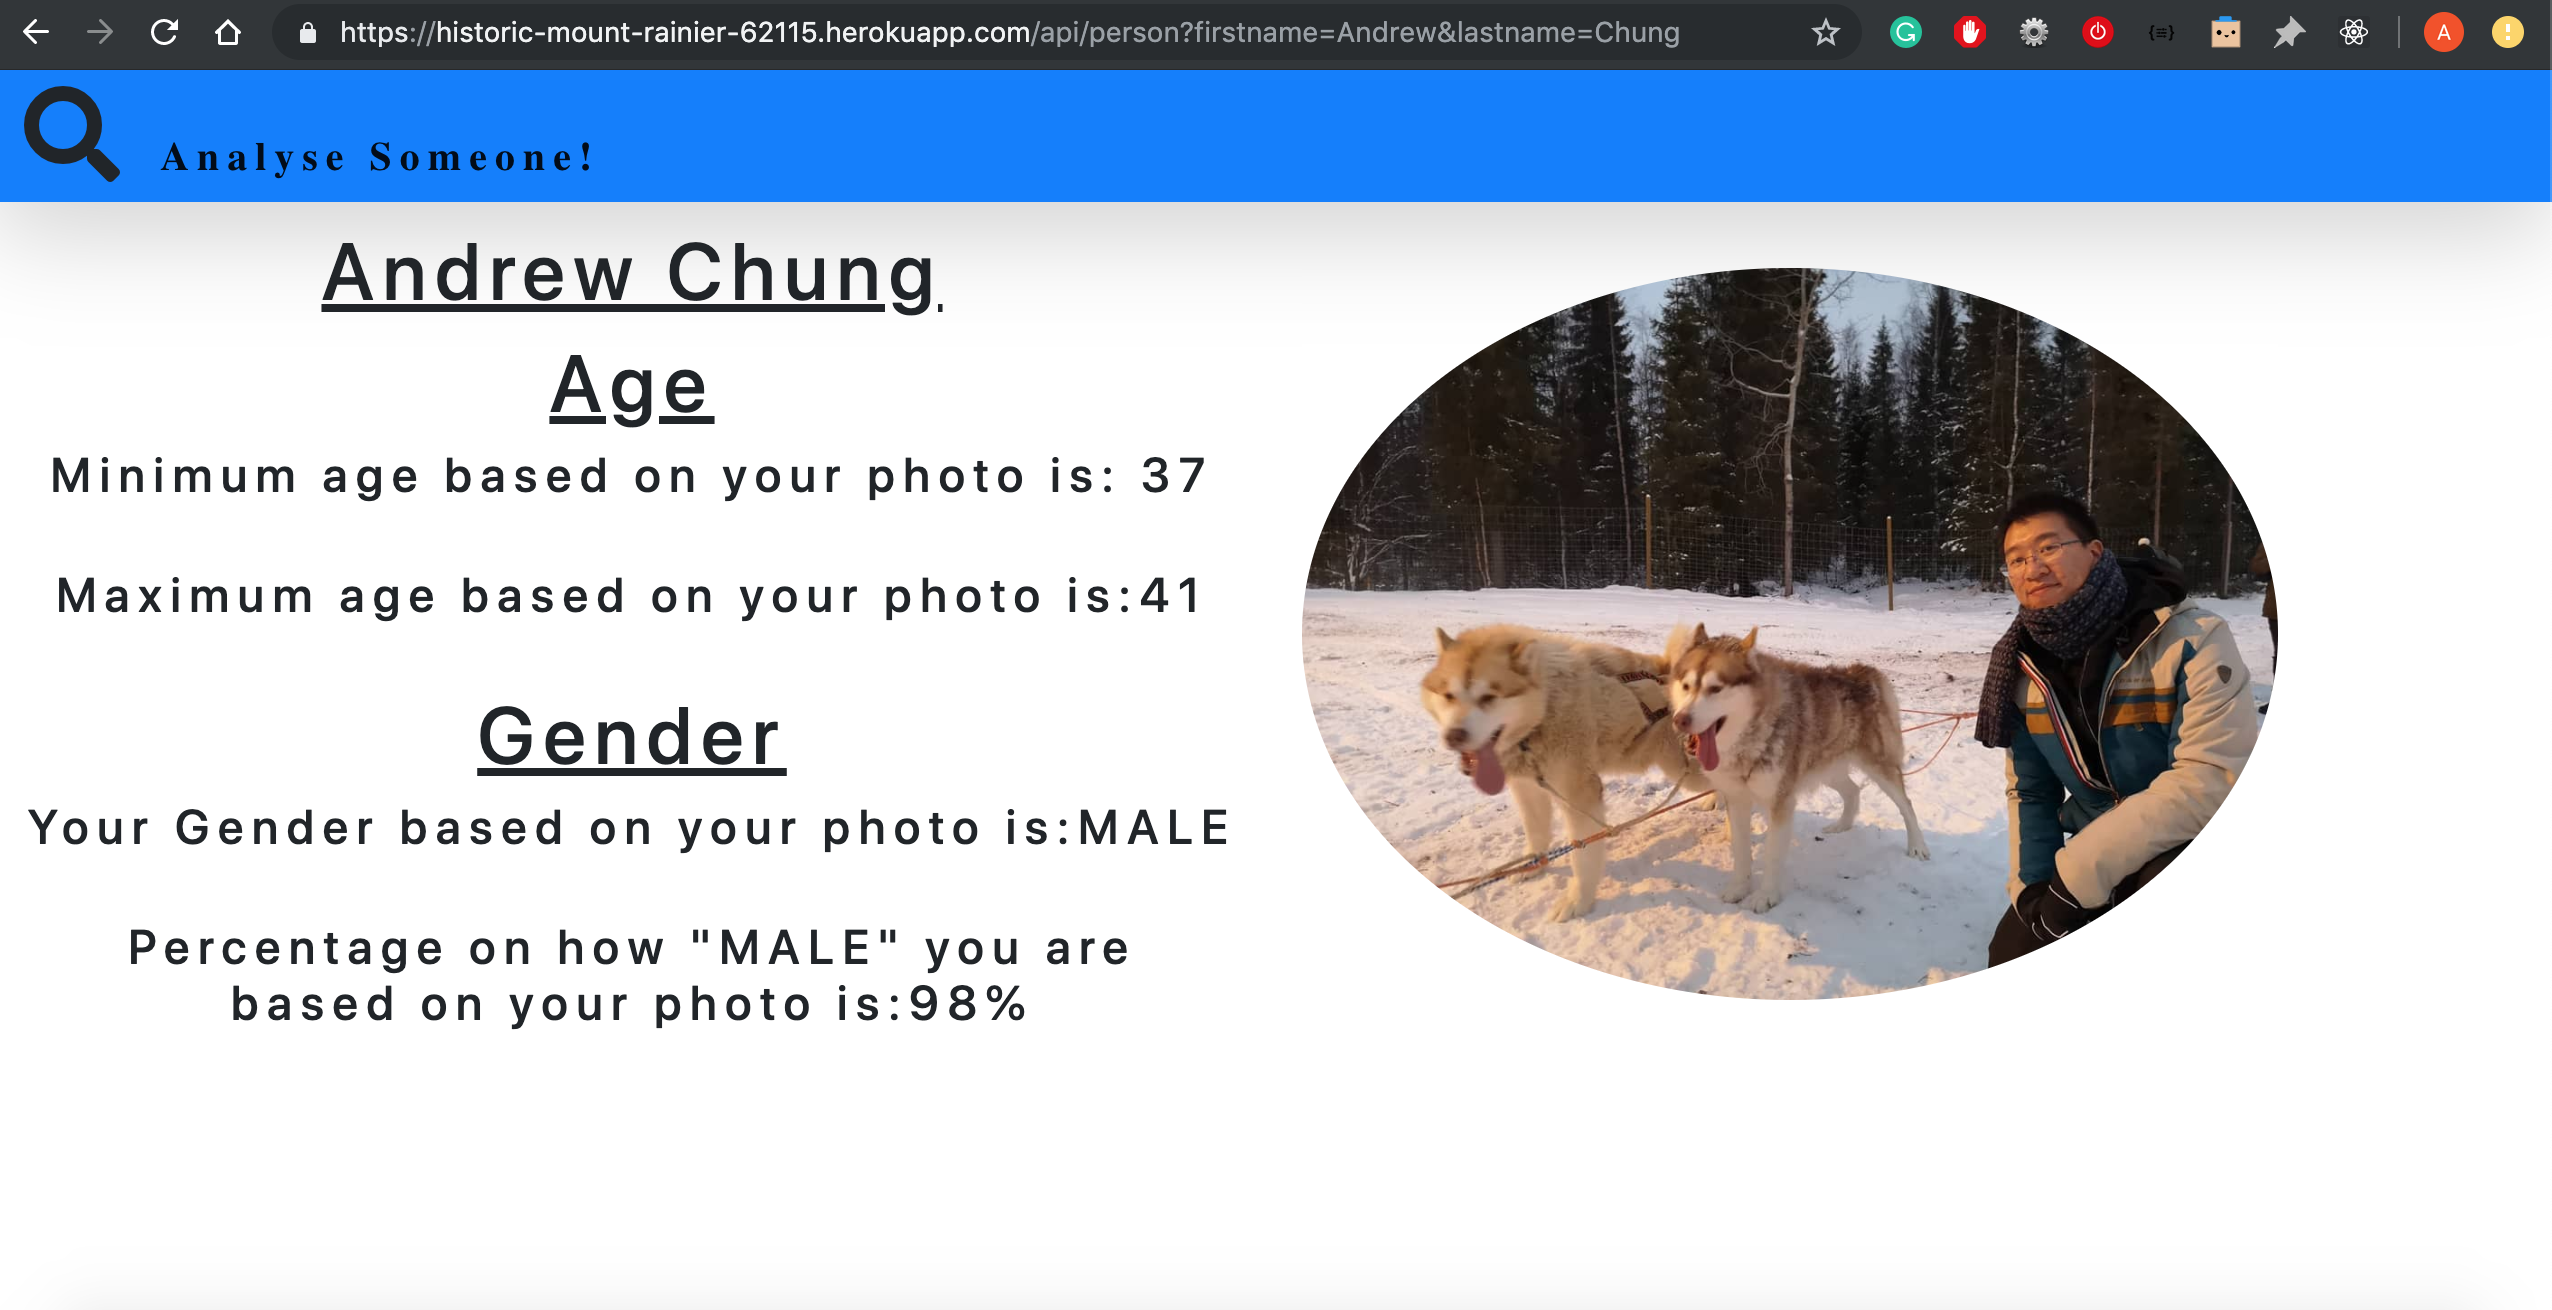 https://historic-mount-rainier-62115.herokuapp.com/api/person?firstname=Andrew&lastname=Chung
A
Analyse Someone!
Andrew Chung
Age
Minimum age based on your photo is: 37
Maximum age based on your photo is:41
Gender
Your Gender based on your photo is:MALE
Percentage on how "MALE" you are
based on your photo is:98%